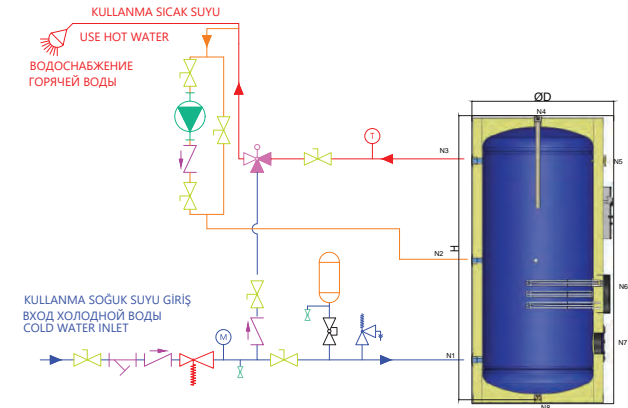 KULLANMA SICAK SUYU
USE HOT WATER
ВОДОСНАБЖЕНИЕ
ГОРЯЧЕЙ ВОДЫ
ØD
N4
T
N3
N5
H
N2
N6
KULLANMA SOĞUK SUYU GİRİŞ
ВХОД ХОЛОДНОЙ ВОДЫ
COLD WATER INLET
M
N7
N1
N8